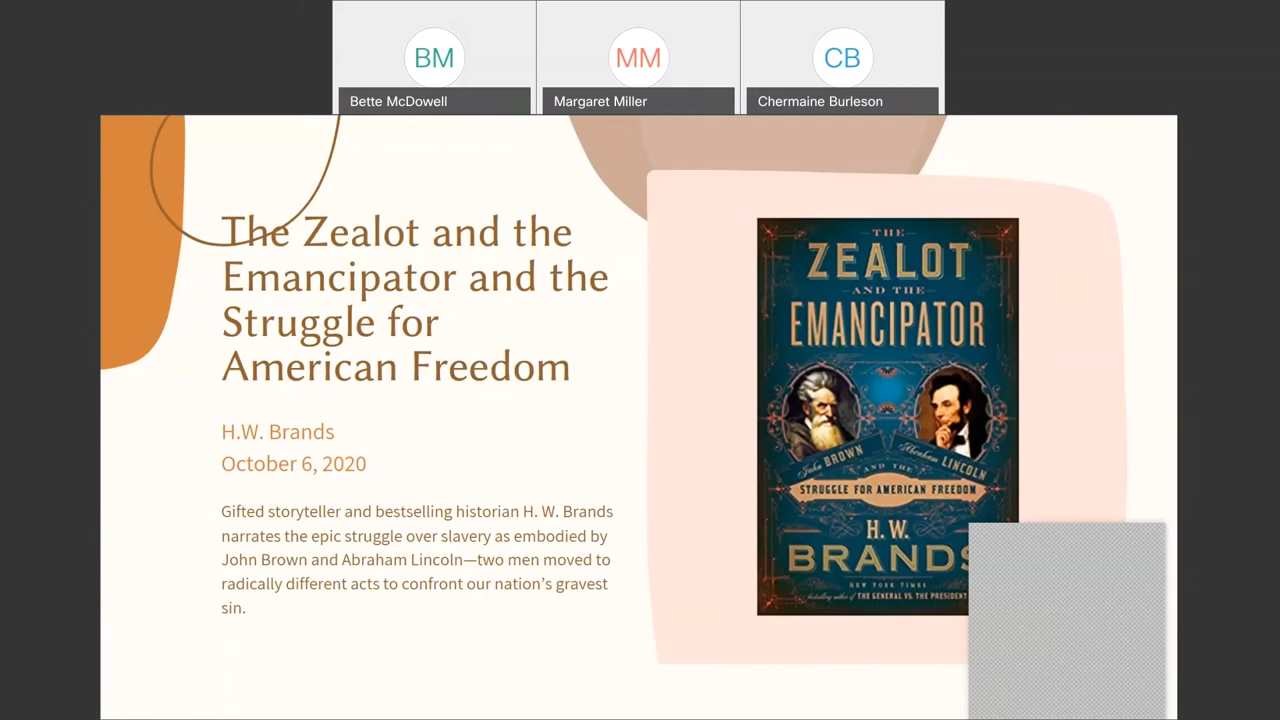 BM
MM
CB
Bette McDowell
Margaret Miller
Chermaine Burleson
The Zealot and the
Emancipator and the
Struggle for
American Freedom
H.W. Brands
October 6, 2020
Gifted storyteller and bestselling historian H. W. Brands
narrates the epic struggle over slavery as embodied by
John Brown and Abraham Lincoln—two men moved to
radically different acts to confront our nation's gravest
sin.
THE
ZEALOT
AND THE
EMANCIPATOR
John BROWN
Abraham LINCOLN
AND THE
STRUGGLE FOR AMERICAN FREEDOM
H.W.
BRANDS
NEW YORK TIMES
bestselling author of THE GENERAL VS. THE PRESIDENT